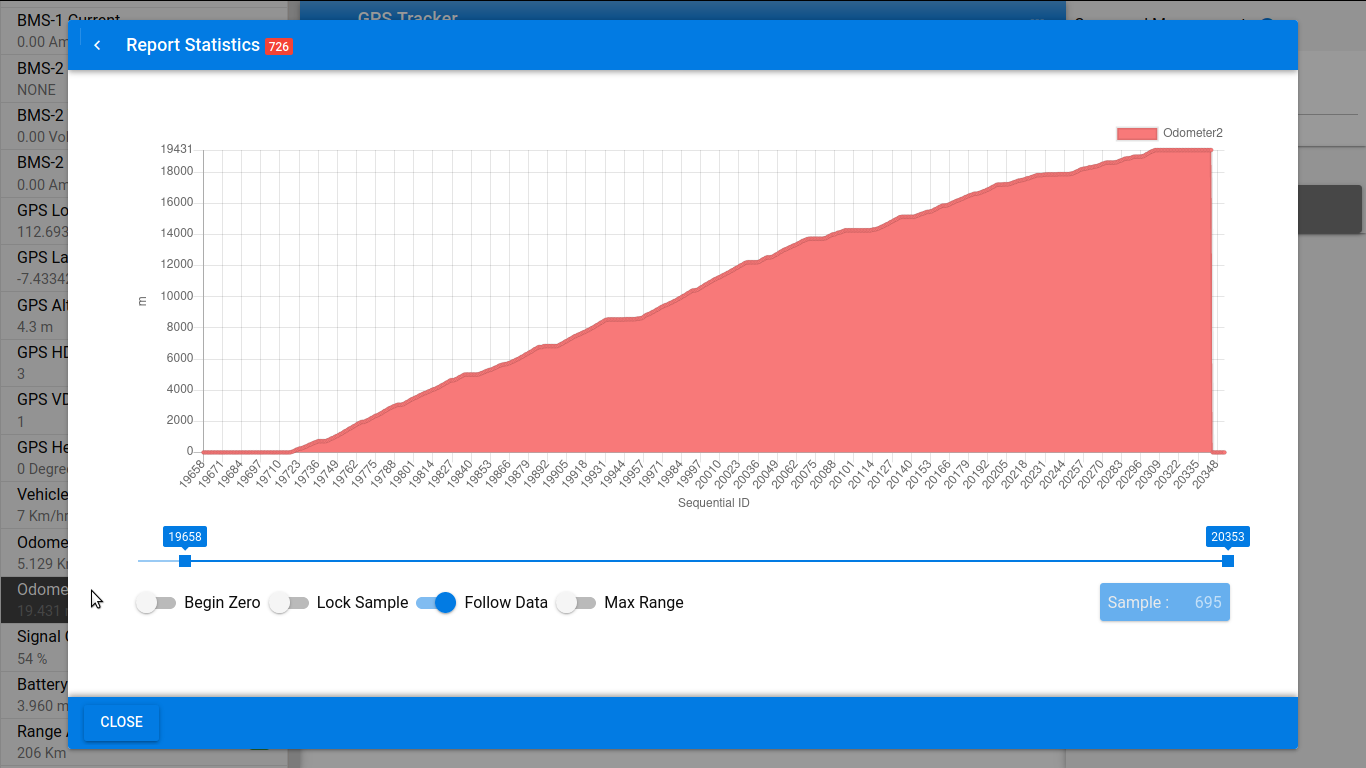 BMS-1 Current
GPS Tracker
0.00 Am
Report Statistics 726
BMS-2
NONE
BMS-2
0.00 Vol
BMS-2
0.00 Am
GPS Lo
112.693
GPS La
-7.43342
GPS Alt
4.3 m
GPS HD
3
GPS VD
1
GPS He
0 Degre
Vehicle
7 Km/hr
Odome
5.129 K
Odome
19.431
Signal
54 %
Battery
3.960 m
Range
206 Km
Odometer2
19431
18000
16000
14000
12000
10000
8000
6000
4000
2000
0
m
19658 19671 19684 19697 19710 19723 19736 19749 19762 19775 19788 19801 19814 19827 19840 19853 19866 19879 19892 19905 19918 19931 19944 19957 19971 19984 19997 20010 20023 20036 20049 20062 20075 20088 20101 20114 20127 20140 20153 20166 20179 20192 20205 20218 20231 20244 20257 20270 20283 20296 20309 20322 20335 20348
Sequential ID
19658 20353
Begin Zero Lock Sample Follow Data Max Range Sample : 695
CLOSE